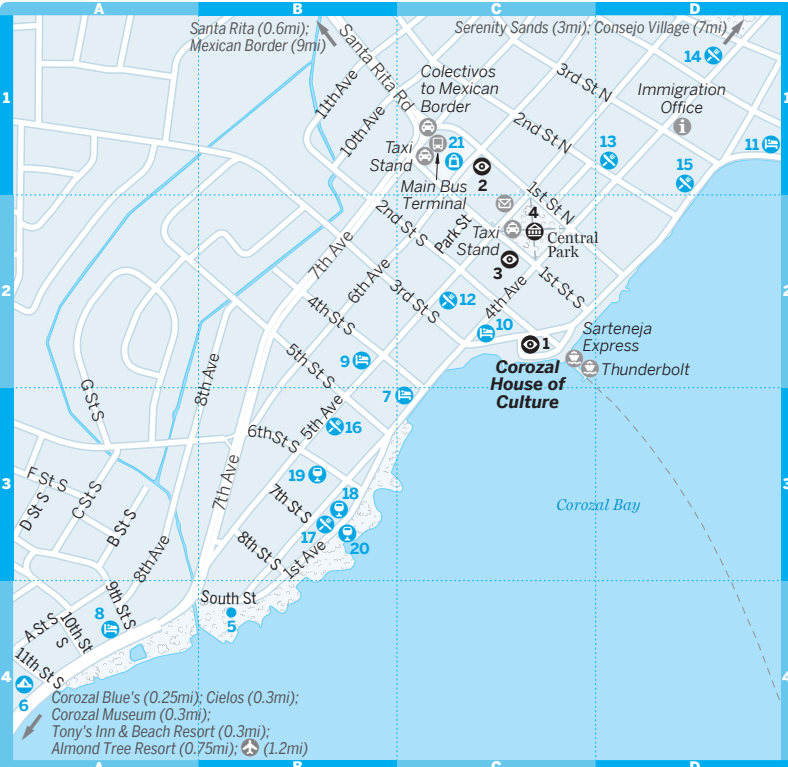 A B C D
Santa Rita (0.6mi);
Mexican Border (9mi)
Serenity Sands (3mi); Consejo Village (7mi)
Santa Rita Rd
14
3rd St N
Colectivos
to Mexican
Border
Immigration
Office
1
1
11th Ave
10th Ave
2nd St N
21
13
11
Taxi
Stand
2
15
Main Bus
Terminal
1st St N
2nd St S
Park St
4
Taxi
Stand
Central
Park
7th Ave
3
1st St S
2
2
6th Ave
3rd St S
12
4th Ave
4th St S
10
Sarteneja
Express
1
5th St S
9
Corozal
House of
Culture
Thunderbolt
8th Ave
G St S
7
5th Ave
16
6th St S
3
3
F St S
19
7th Ave
D St S
C St S
B St S
7th St S
18
Corozal Bay
17
20
8th St S
1st Ave
8th Ave
9th St S
South St
8
5
A St S
10th St
S
11th St S
4
4
6
Corozal Blue's (0.25mi); Cielos (0.3mi);
Corozal Museum (0.3mi);
Tony's Inn & Beach Resort (0.3mi);
Almond Tree Resort (0.75mi); (1.2mi)
A B C D